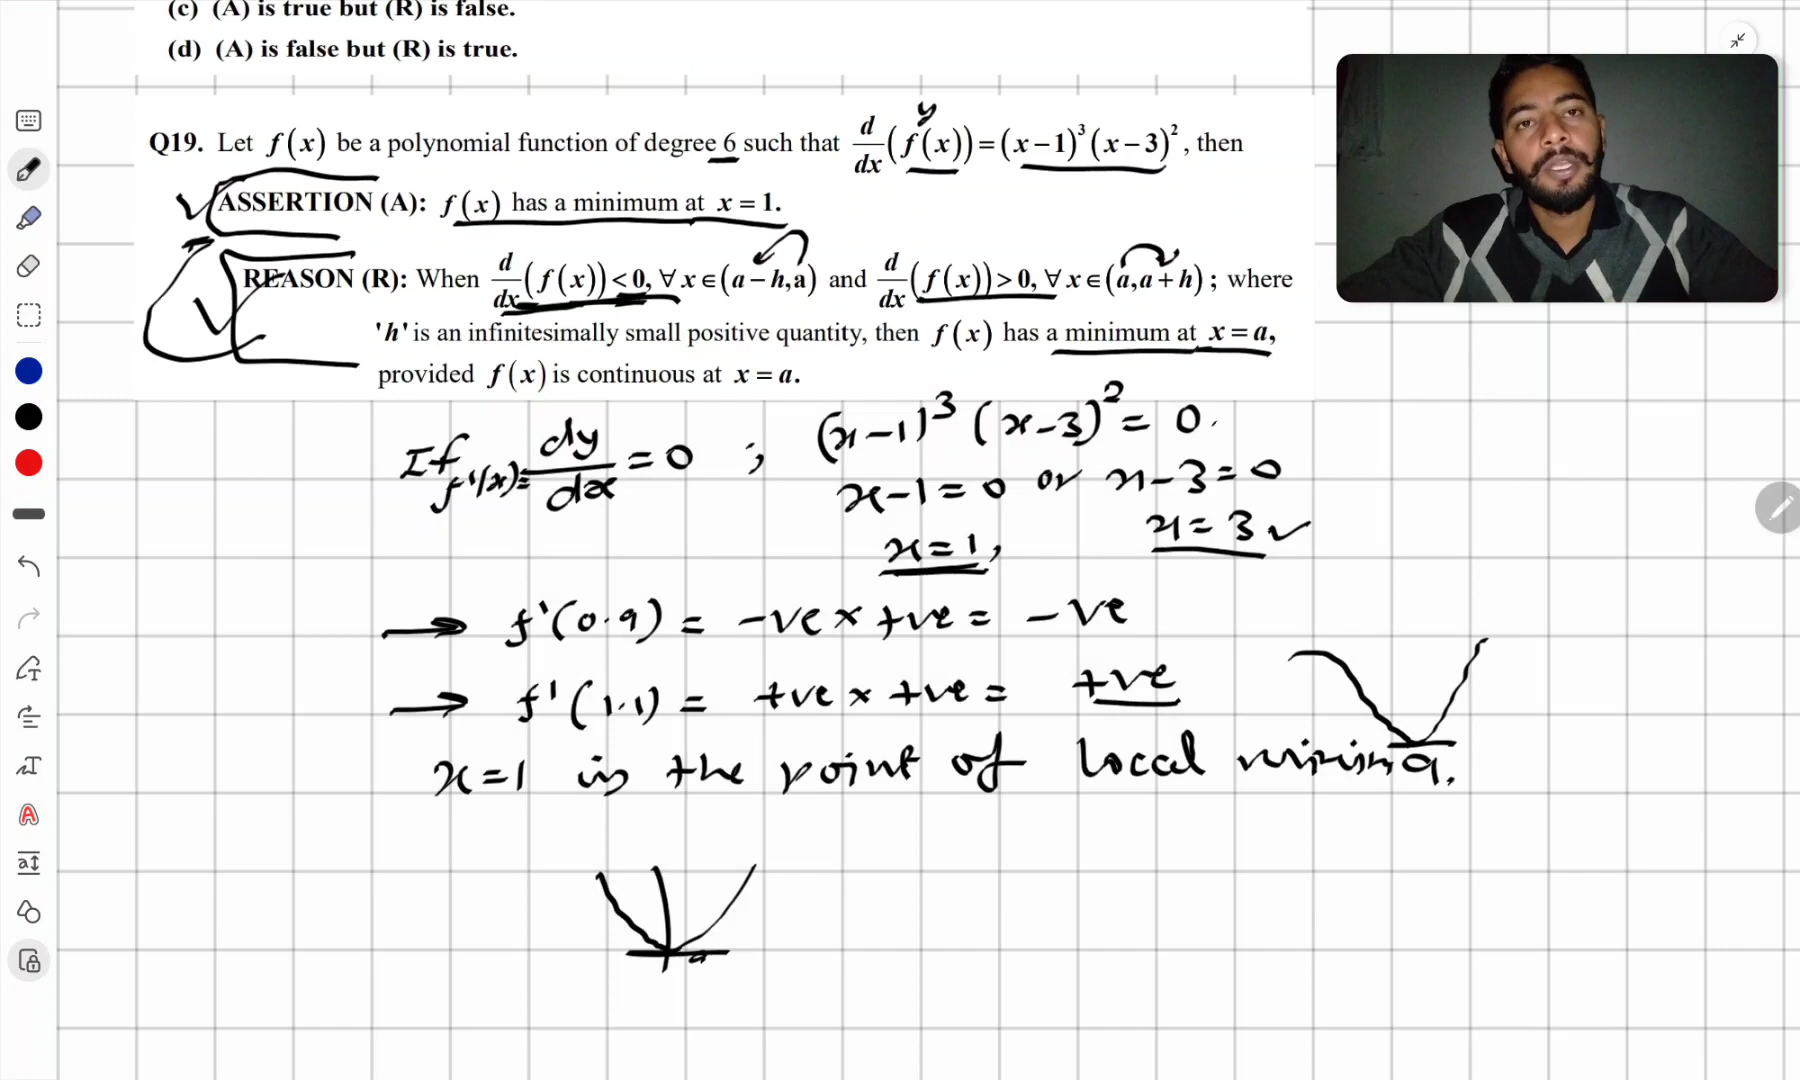 (c) (A) is true but (R) is false.
(d) (A) is false but (R) is true.
y
Q19. Let f(x) be a polynomial function of degree 6 such that d/dx (f(x)) = (x−1)³(x−3)², then
ASSERTION (A): f(x) has a minimum at x = 1.
REASON (R): When d/dx (f(x)) < 0, ∀ x ∈ (a − h, a) and d/dx (f(x)) > 0, ∀ x ∈ (a, a + h) ; where
'h' is an infinitesimally small positive quantity, then f(x) has a minimum at x = a,
provided f(x) is continuous at x = a.
If f'(x) = dy/dx = 0 ; (x−1)³ (x−3)² = 0.
x−1 = 0 or x−3 = 0
x = 1, x = 3
f'(0.9) = −ve × +ve = −ve
f'(1.1) = +ve × +ve = +ve
x = 1 is the point of local minima.
a